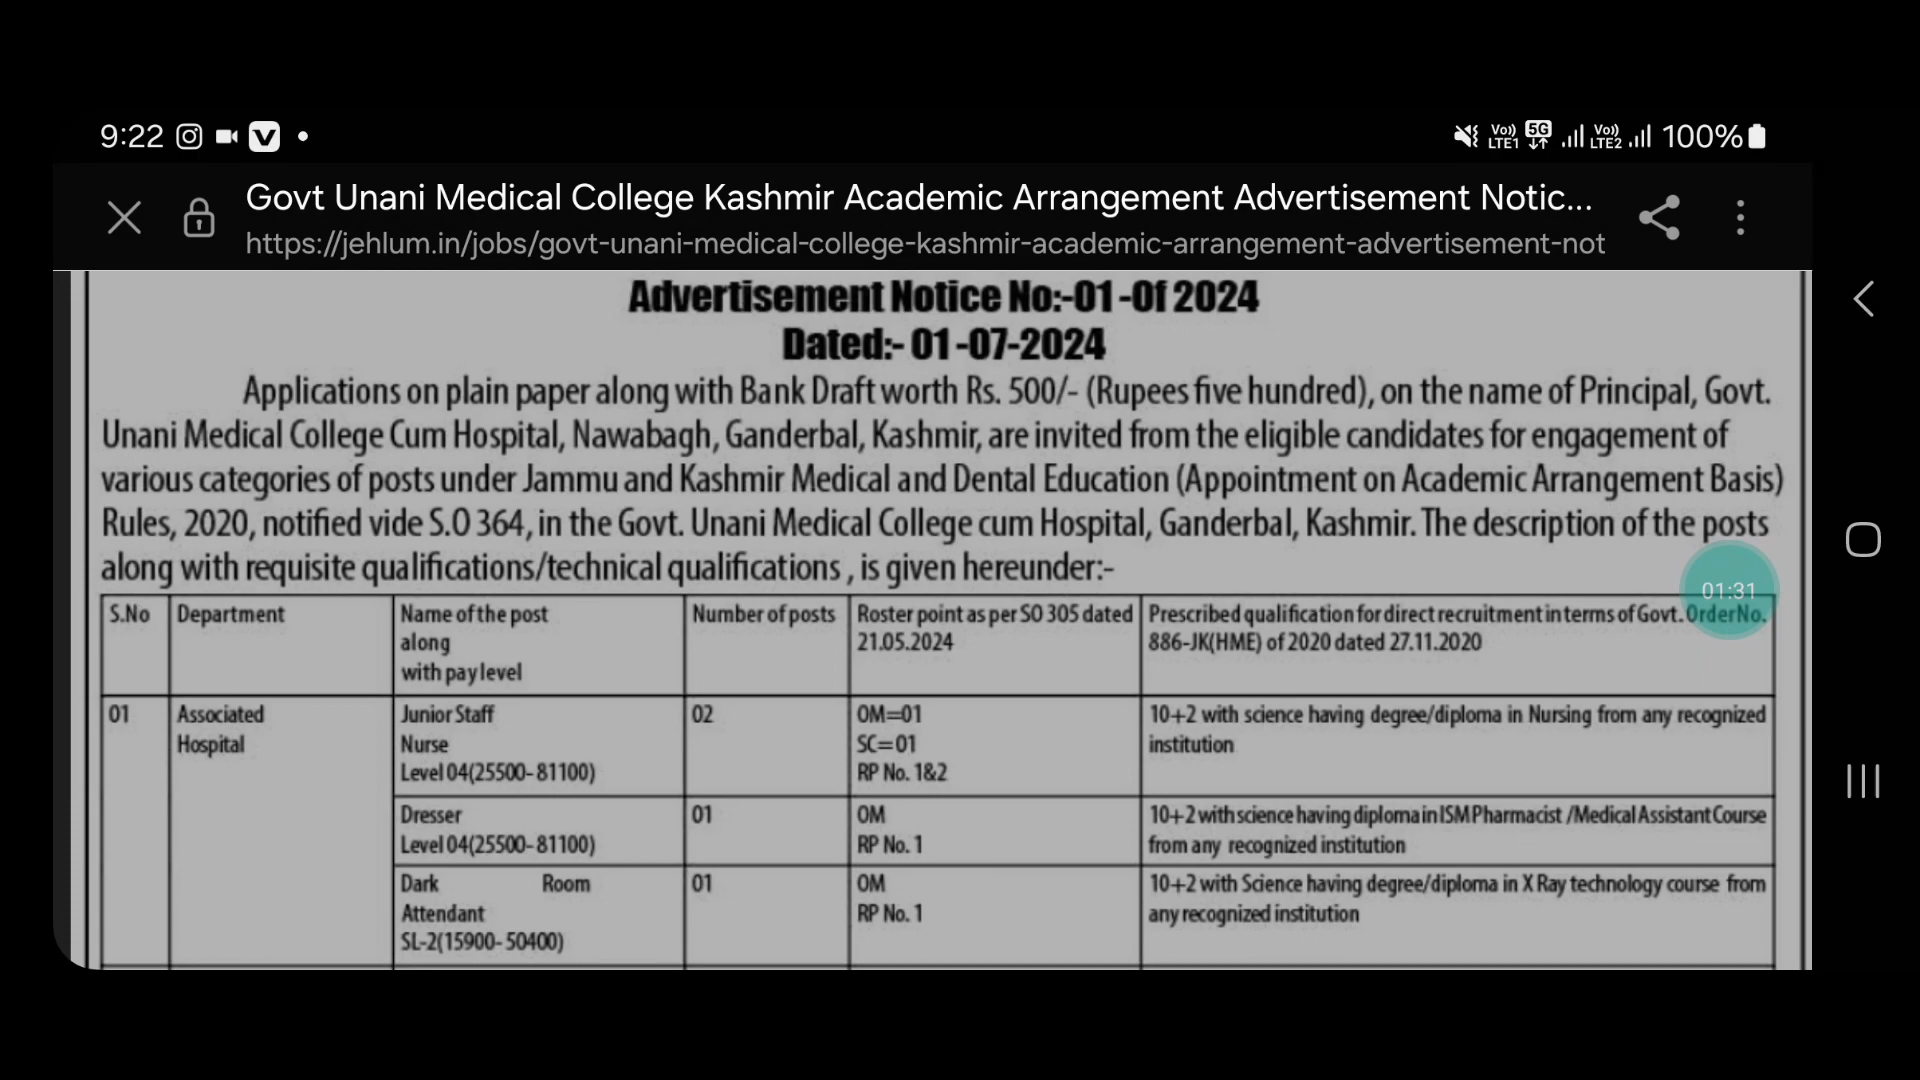 9:22
Vo)) LTE1 5G Vo)) LTE2 100%
Govt Unani Medical College Kashmir Academic Arrangement Advertisement Notic...
https://jehlum.in/jobs/govt-unani-medical-college-kashmir-academic-arrangement-advertisement-not
Advertisement Notice No:-01 -Of 2024
Dated:- 01 -07-2024
Applications on plain paper along with Bank Draft worth Rs. 500/- (Rupees five hundred), on the name of Principal, Govt.
Unani Medical College Cum Hospital, Nawabagh, Ganderbal, Kashmir, are invited from the eligible candidates for engagement of
various categories of posts under Jammu and Kashmir Medical and Dental Education (Appointment on Academic Arrangement Basis)
Rules, 2020, notified vide S.O 364, in the Govt. Unani Medical College cum Hospital, Ganderbal, Kashmir. The description of the posts
along with requisite qualifications/technical qualifications , is given hereunder:-
01:31
S.No
Department
Name of the post
along
with pay level
Number of posts
Roster point as per SO 305 dated
21.05.2024
Prescribed qualification for direct recruitment in terms of Govt. Order No.
886-JK(HME) of 2020 dated 27.11.2020
01
Associated
Hospital
Junior Staff
Nurse
Level 04(25500- 81100)
02
OM=01
SC=01
RP No. 1&2
10+2 with science having degree/diploma in Nursing from any recognized
institution
Dresser
Level 04(25500- 81100)
01
OM
RP No. 1
10+2 with science having diploma in ISM Pharmacist /Medical Assistant Course
from any recognized institution
Dark Room
Attendant
SL-2(15900- 50400)
01
OM
RP No. 1
10+2 with Science having degree/diploma in X Ray technology course from
any recognized institution